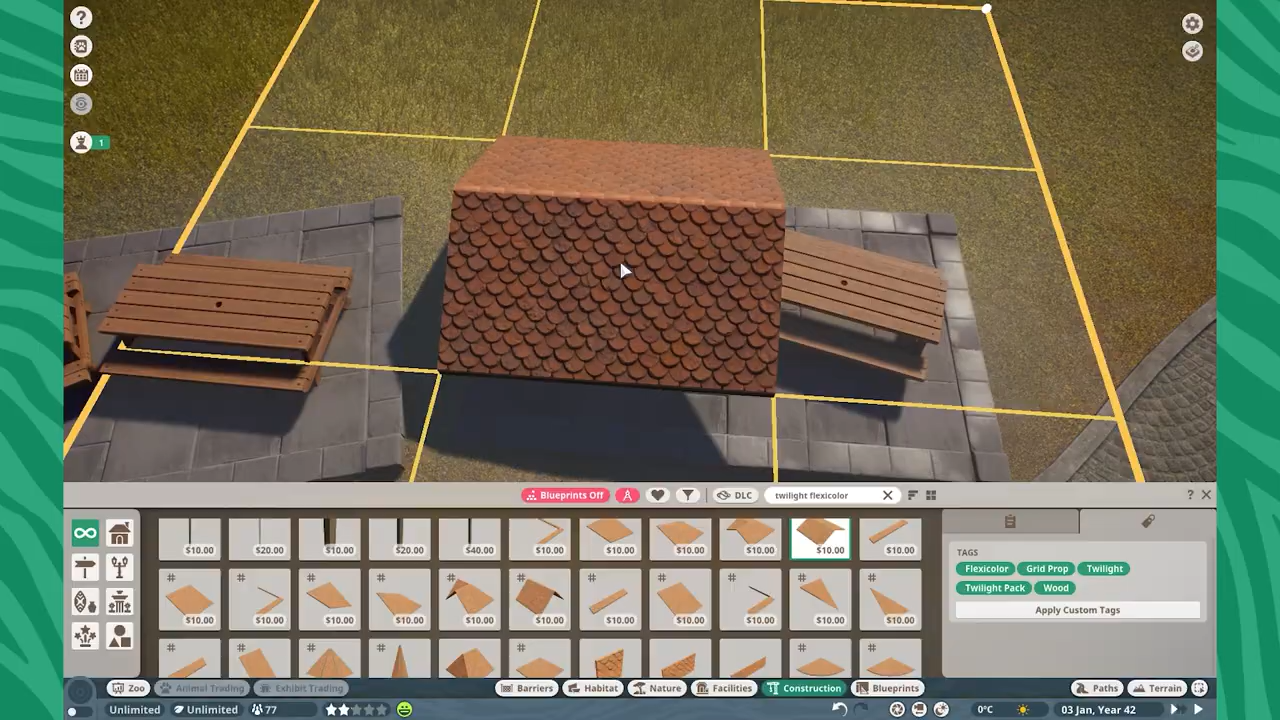 ?
1
Blueprints Off
DLC
twilight flexicolor
?
$10.00 $20.00 $10.00 $20.00 $40.00 $10.00 $10.00 $10.00 $10.00 $10.00 $10.00
# # # # # # # # # # #
$10.00 $10.00 $10.00 $10.00 $10.00 $10.00 $10.00 $10.00 $10.00 $10.00 $10.00
# # # # # # # # # # #
TAGS
Flexicolor Grid Prop Twilight
Twilight Pack Wood
Apply Custom Tags
Zoo Animal Trading Exhibit Trading Barriers Habitat Nature Facilities Construction Blueprints Paths Terrain
Unlimited Unlimited 77 0°C 03 Jan, Year 42